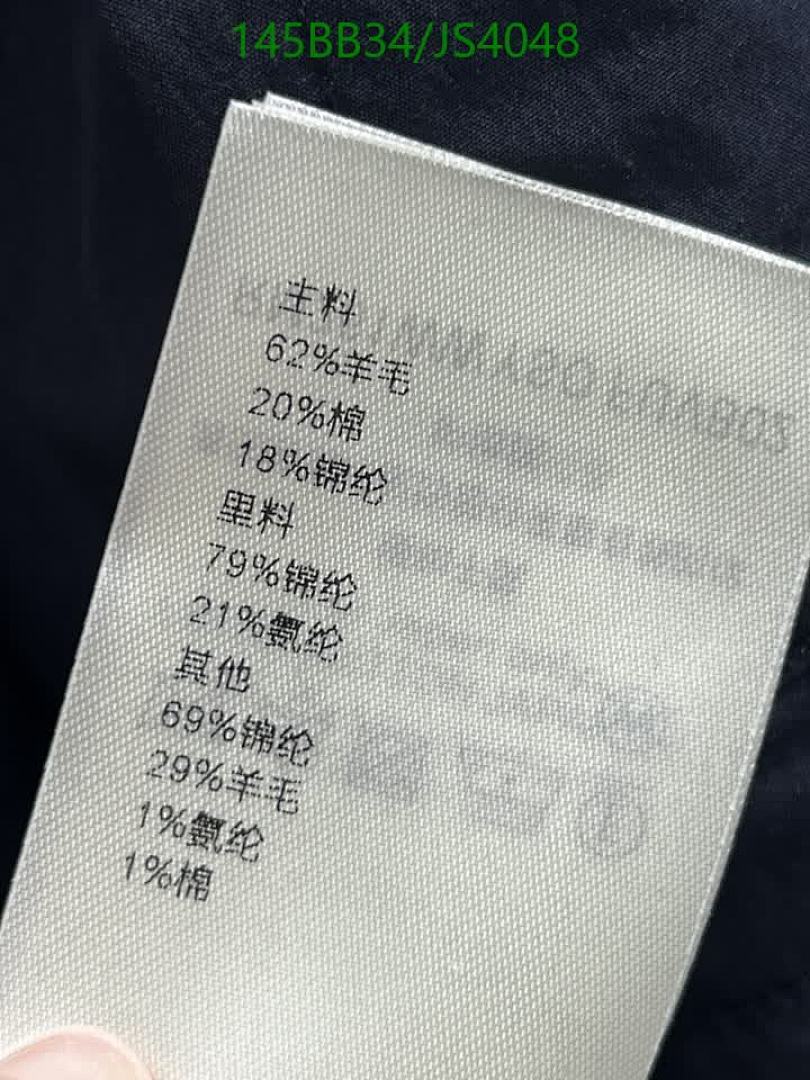 145BB34/JS4048
主料
62%羊毛
20%棉
18%锦纶
里料
79%锦纶
21%氨纶
其他
69%锦纶
29%羊毛
1%氨纶
1%棉